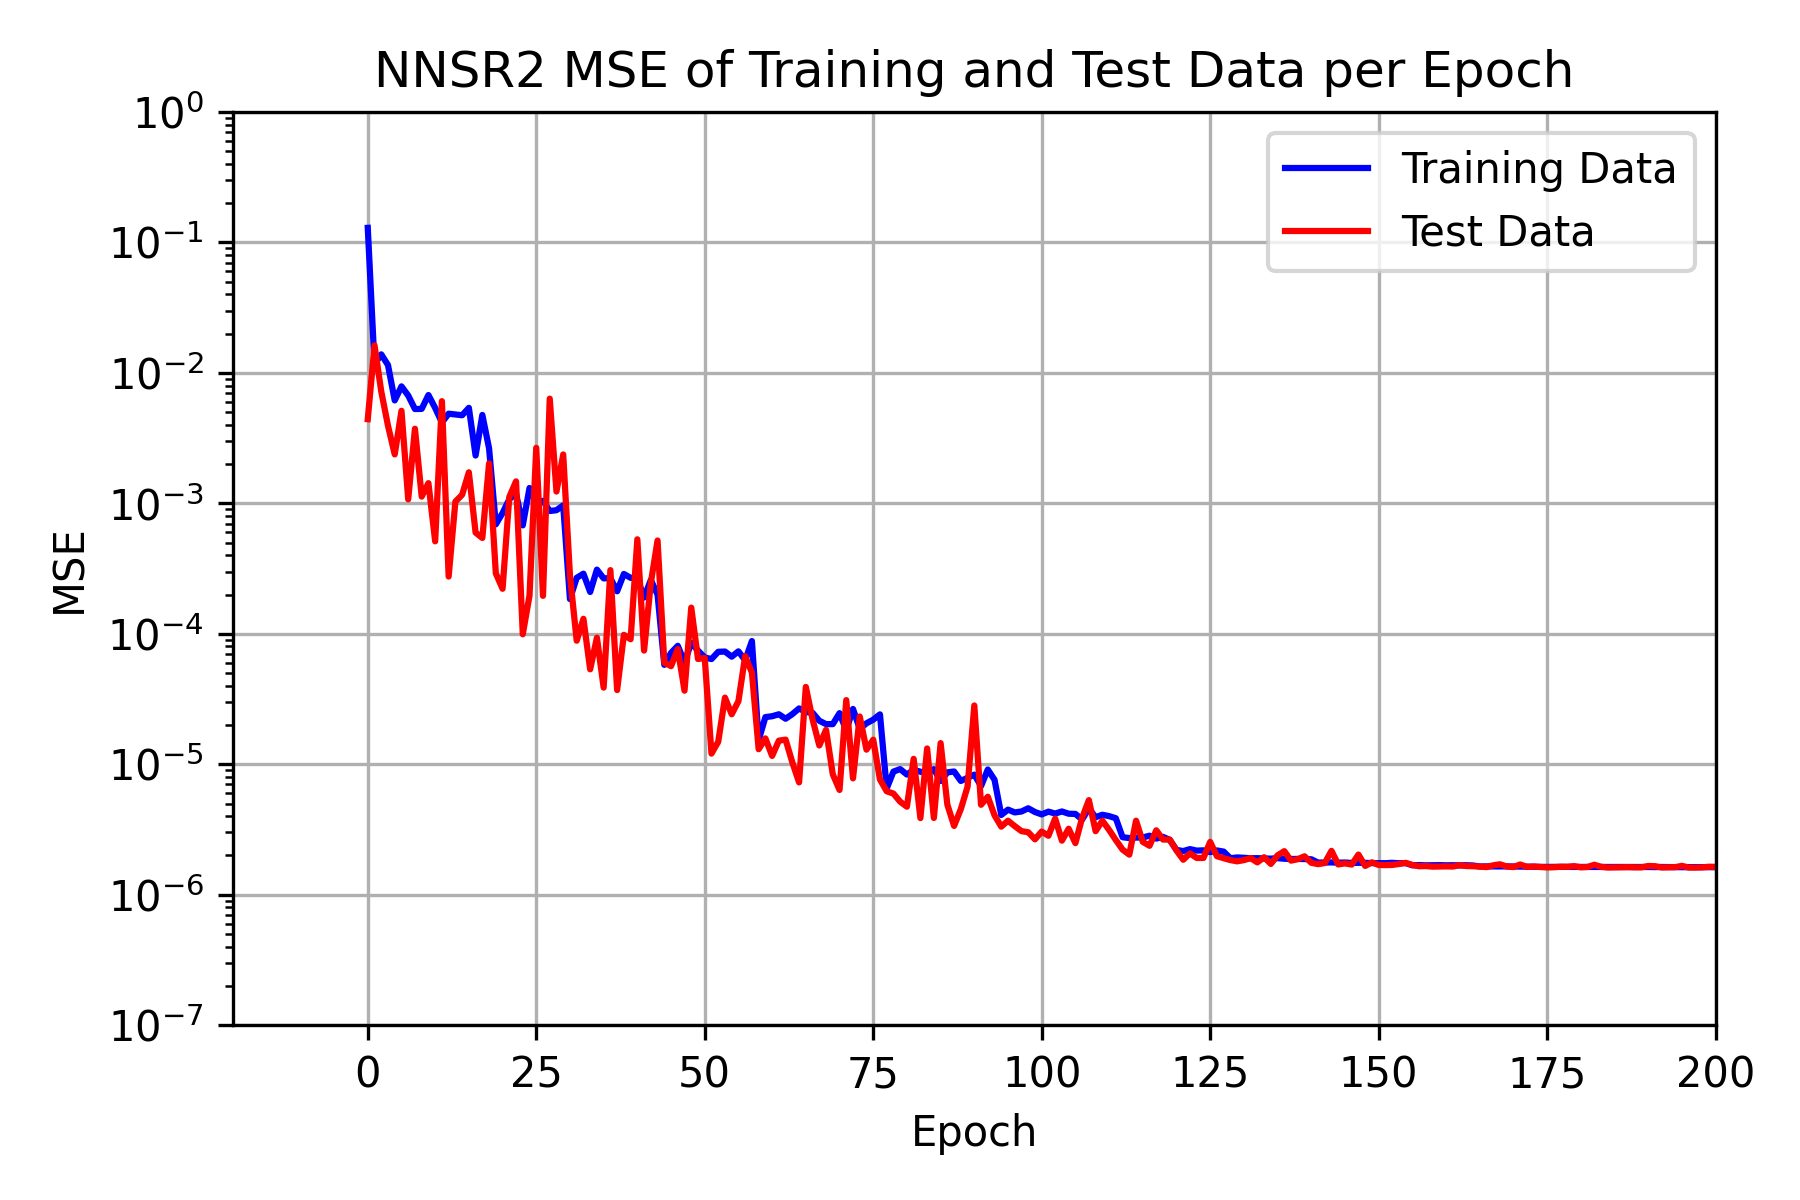 NNSR2 MSE of Training and Test Data per Epoch
10⁰
10⁻¹
10⁻²
10⁻³
10⁻⁴
10⁻⁵
10⁻⁶
10⁻⁷
MSE
Training Data
Test Data
0 25 50 75 100 125 150 175 200
Epoch